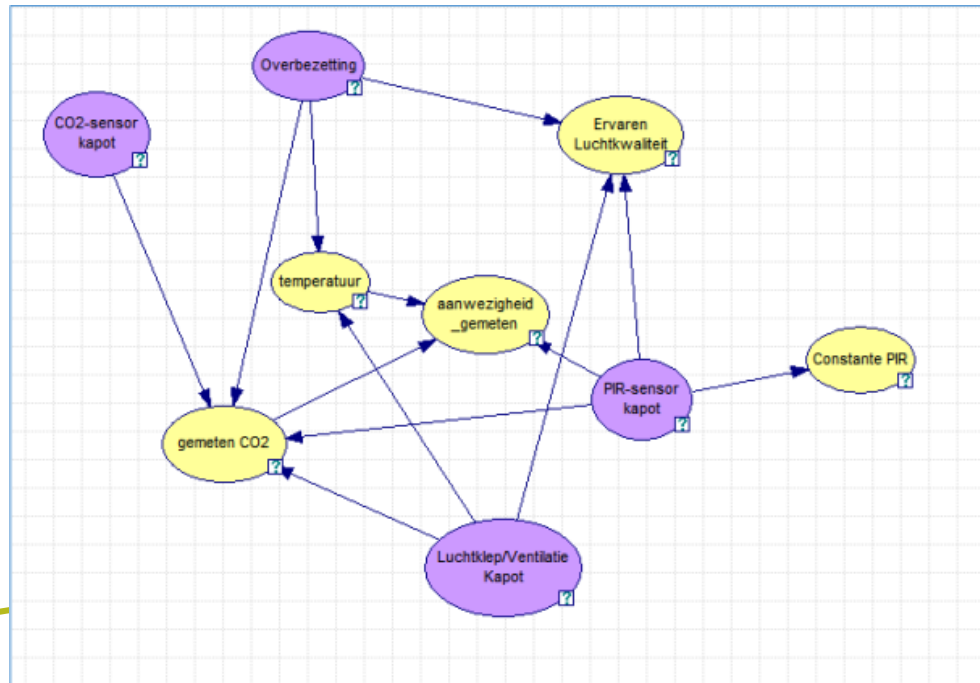 Overbezetting
?
CO2-sensor
kapot
?
Ervaren
Luchtkwaliteit
?
temperatuur
?
aanwezigheid
_gemeten
?
Constante PIR
?
PIR-sensor
kapot
?
gemeten CO2
?
Luchtklep/Ventilatie
Kapot
?